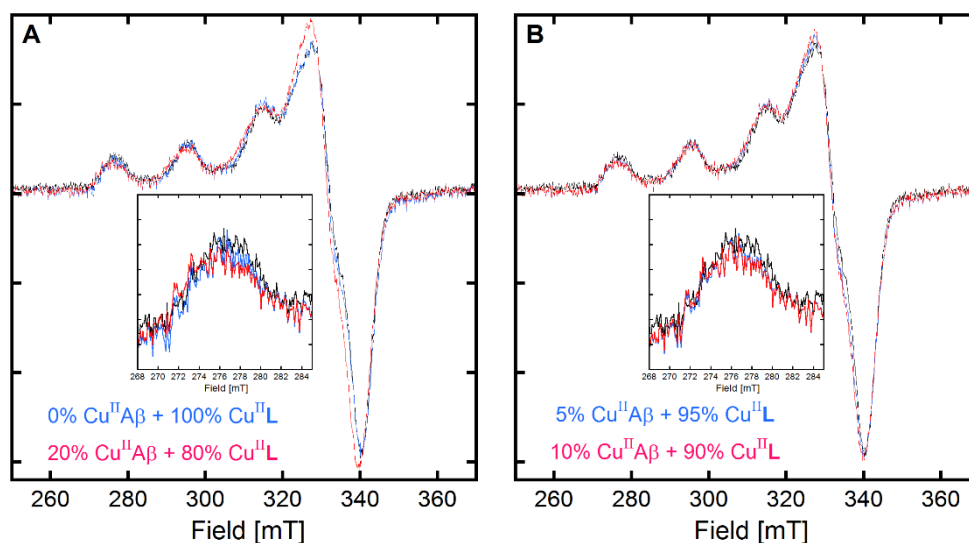 A
268 270 272 274 276 278 280 282 284
Field [mT]
0% CuᴵᴵAβ + 100% CuᴵᴵL
20% CuᴵᴵAβ + 80% CuᴵᴵL
260 280 300 320 340 360
Field [mT]
B
268 270 272 274 276 278 280 282 284
Field [mT]
5% CuᴵᴵAβ + 95% CuᴵᴵL
10% CuᴵᴵAβ + 90% CuᴵᴵL
260 280 300 320 340 360
Field [mT]